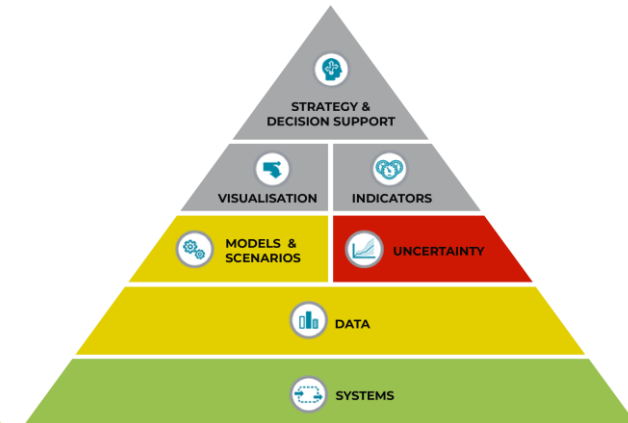 STRATEGY &
DECISION SUPPORT
VISUALISATION
INDICATORS
MODELS &
SCENARIOS
UNCERTAINTY
DATA
SYSTEMS